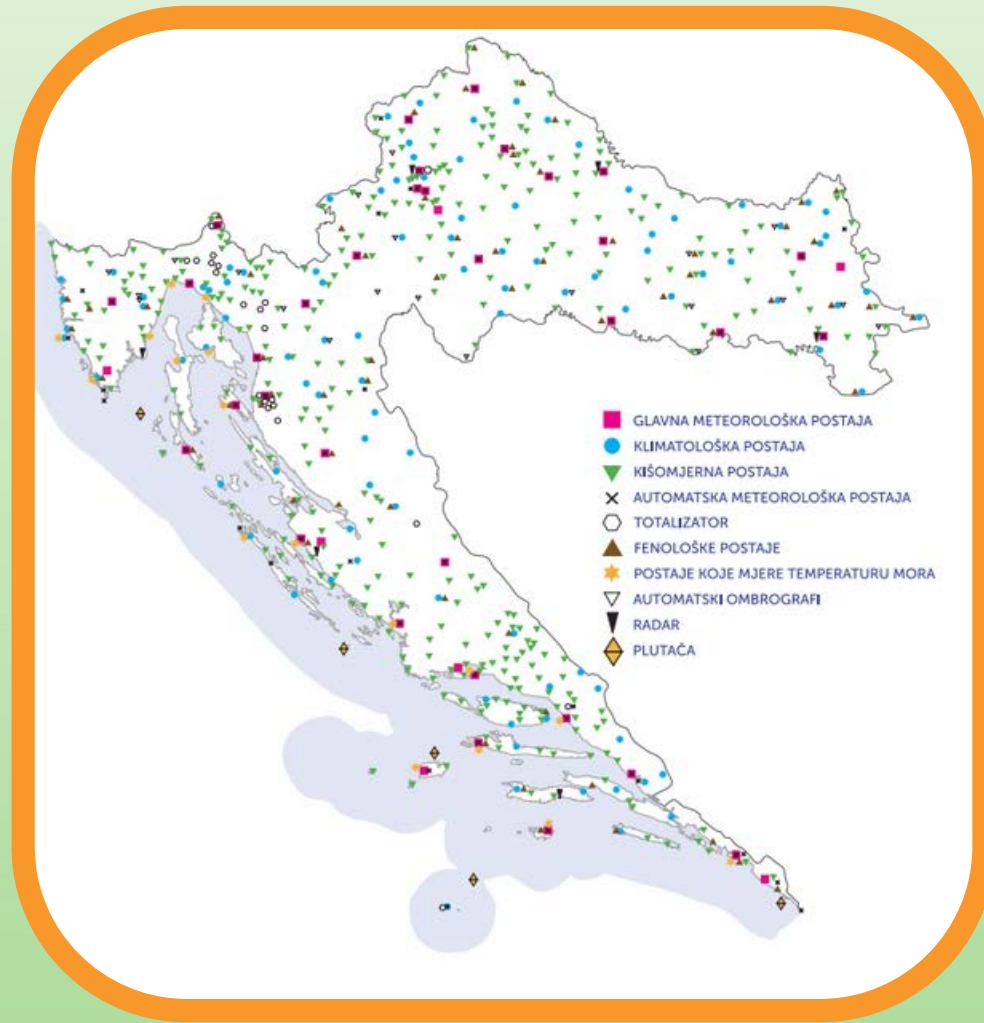 GLAVNA METEOROLOŠKA POSTAJA
KLIMATOLOŠKA POSTAJA
KIŠOMJERNA POSTAJA
AUTOMATSKA METEOROLOŠKA POSTAJA
TOTALIZATOR
FENOLOŠKE POSTAJE
POSTAJE KOJE MJERE TEMPERATURU MORA
AUTOMATSKI OMBROGRAFI
RADAR
PLUTAČA